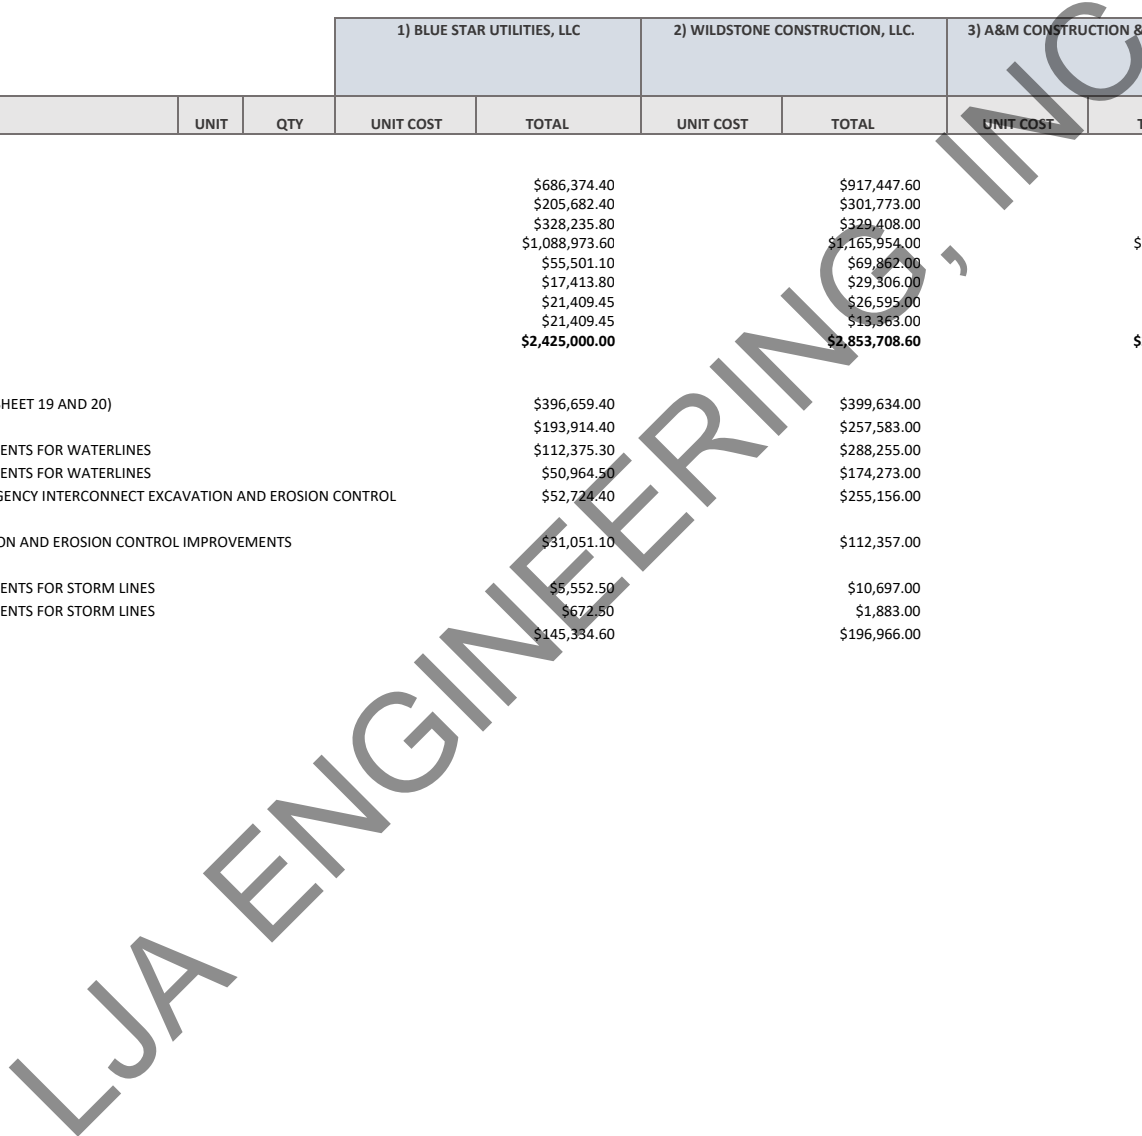 1) BLUE STAR UTILITIES, LLC 2) WILDSTONE CONSTRUCTION, LLC. 3) A&M CONSTRUCTION &
UNIT QTY UNIT COST TOTAL UNIT COST TOTAL UNIT COST T
$686,374.40 $917,447.60
$205,682.40 $301,773.00
$328,235.80 $329,408.00
$1,088,973.60 $1,165,954.00 $
$55,501.10 $69,862.00
$17,413.80 $29,306.00
$21,409.45 $26,595.00
$21,409.45 $13,363.00
$2,425,000.00 $2,853,708.60 $
SHEET 19 AND 20) $396,659.40 $399,634.00
$193,914.40 $257,583.00
ENTS FOR WATERLINES $112,375.30 $288,255.00
ENTS FOR WATERLINES $50,964.50 $174,273.00
GENCY INTERCONNECT EXCAVATION AND EROSION CONTROL $52,724.40 $255,156.00
ON AND EROSION CONTROL IMPROVEMENTS $31,051.10 $112,357.00
ENTS FOR STORM LINES $5,552.50 $10,697.00
ENTS FOR STORM LINES $672.50 $1,883.00
$145,334.60 $196,966.00
LJA ENGINEERING, INC